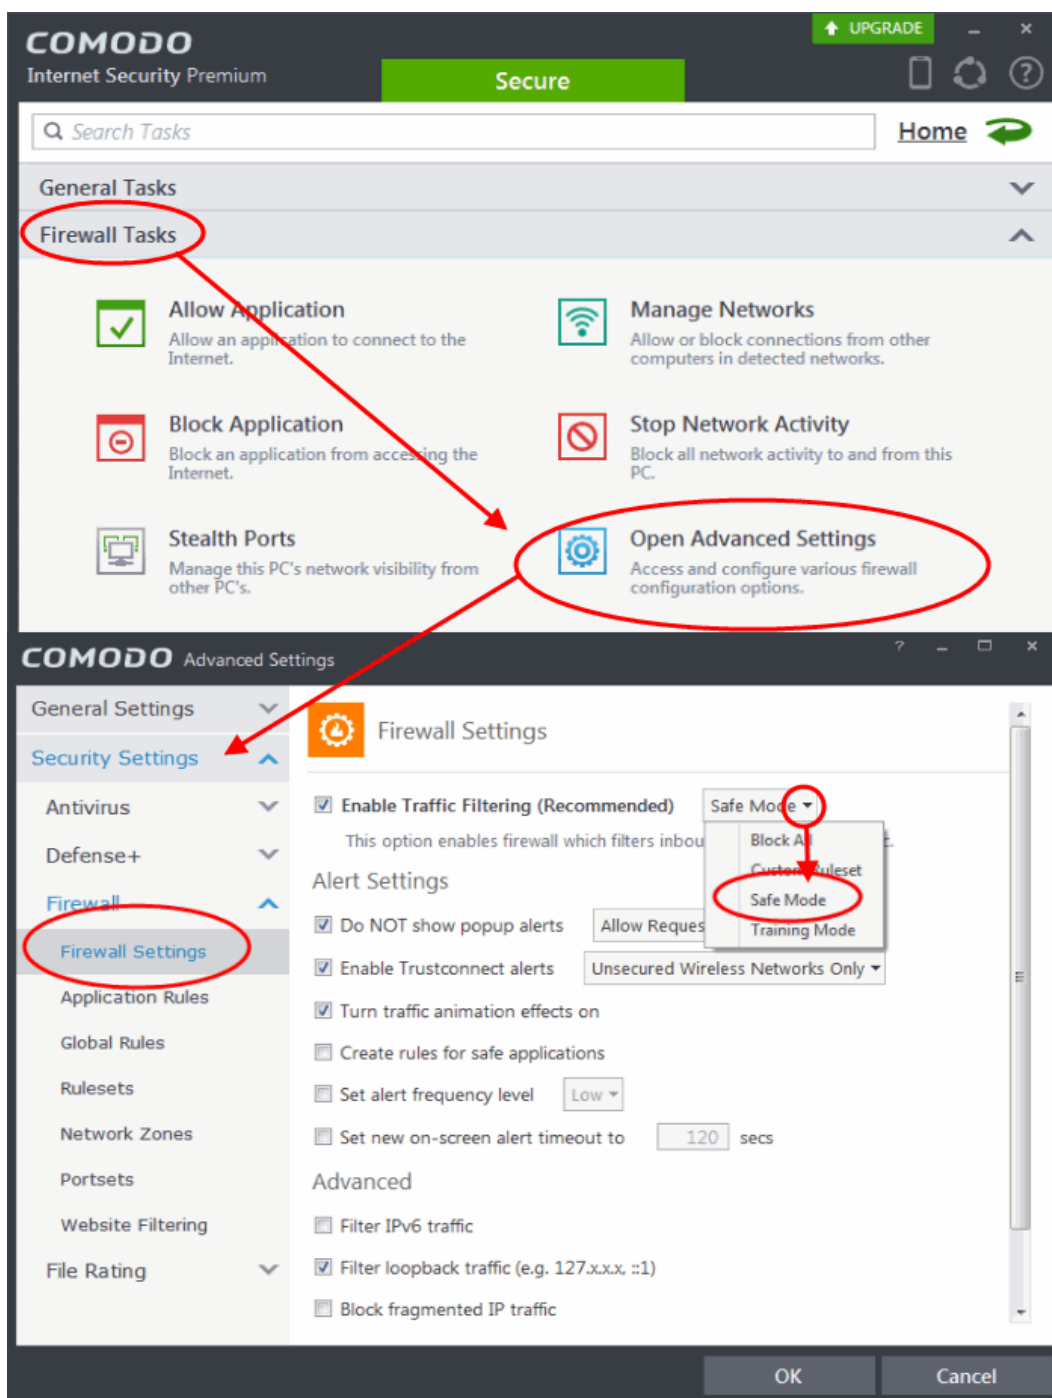 UPGRADE
COMODO
Internet Security Premium
Secure
Search Tasks
Home
General Tasks
Firewall Tasks
Allow Application
Allow an application to connect to the
Internet.
Manage Networks
Allow or block connections from other
computers in detected networks.
Block Application
Block an application from accessing the
Internet.
Stop Network Activity
Block all network activity to and from this
PC.
Stealth Ports
Manage this PC's network visibility from
other PC's.
Open Advanced Settings
Access and configure various firewall
configuration options.
COMODO Advanced Settings
General Settings
Security Settings
Antivirus
Defense+
Firewall
Firewall Settings
Application Rules
Global Rules
Rulesets
Network Zones
Portsets
Website Filtering
File Rating
Firewall Settings
Enable Traffic Filtering (Recommended) Safe Mode
This option enables firewall which filters inbou
Block All
Custom Ruleset
Safe Mode
Training Mode
Alert Settings
Do NOT show popup alerts Allow Reques
Enable Trustconnect alerts Unsecured Wireless Networks Only
Turn traffic animation effects on
Create rules for safe applications
Set alert frequency level Low
Set new on-screen alert timeout to 120 secs
Advanced
Filter IPv6 traffic
Filter loopback traffic (e.g. 127.x.x.x, ::1)
Block fragmented IP traffic
OK Cancel